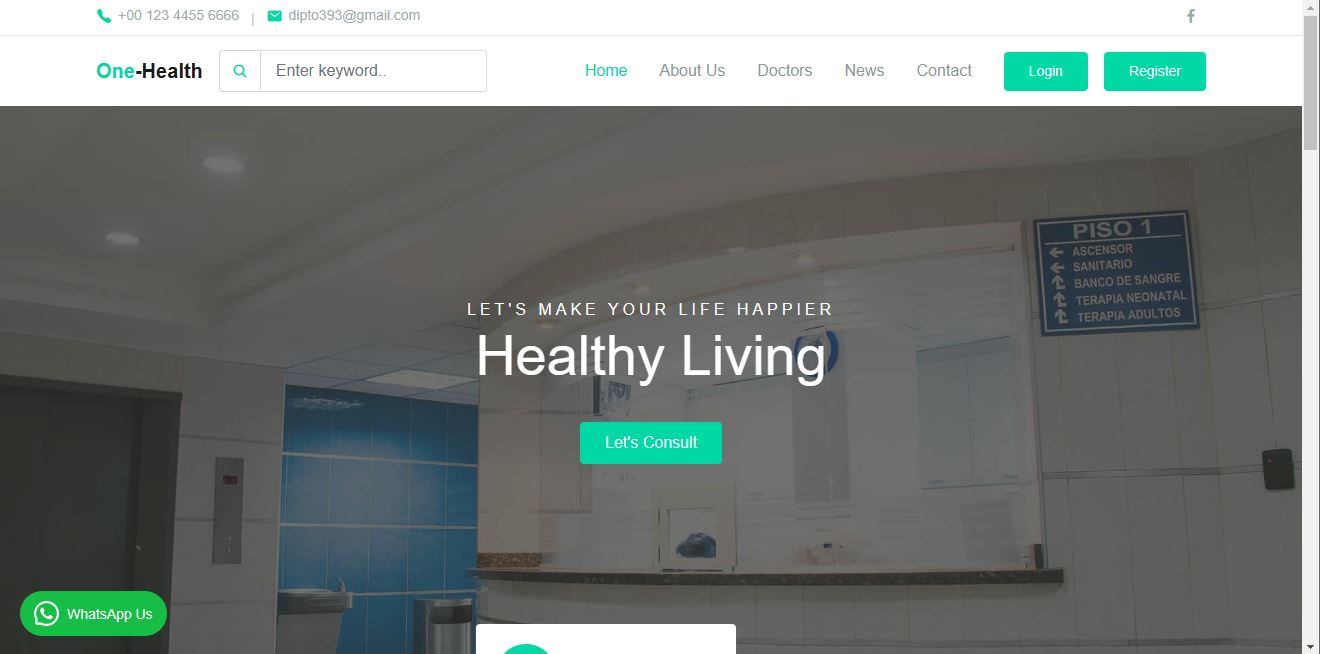 +00 123 4455 6666 | dipto393@gmail.com
One-Health Enter keyword.. Home About Us Doctors News Contact Login Register
PISO 1
ASCENSOR
SANITARIO
BANCO DE SANGRE
TERAPIA NEONATAL
TERAPIA ADULTOS
LET'S MAKE YOUR LIFE HAPPIER
Healthy Living
Let's Consult
WhatsApp Us